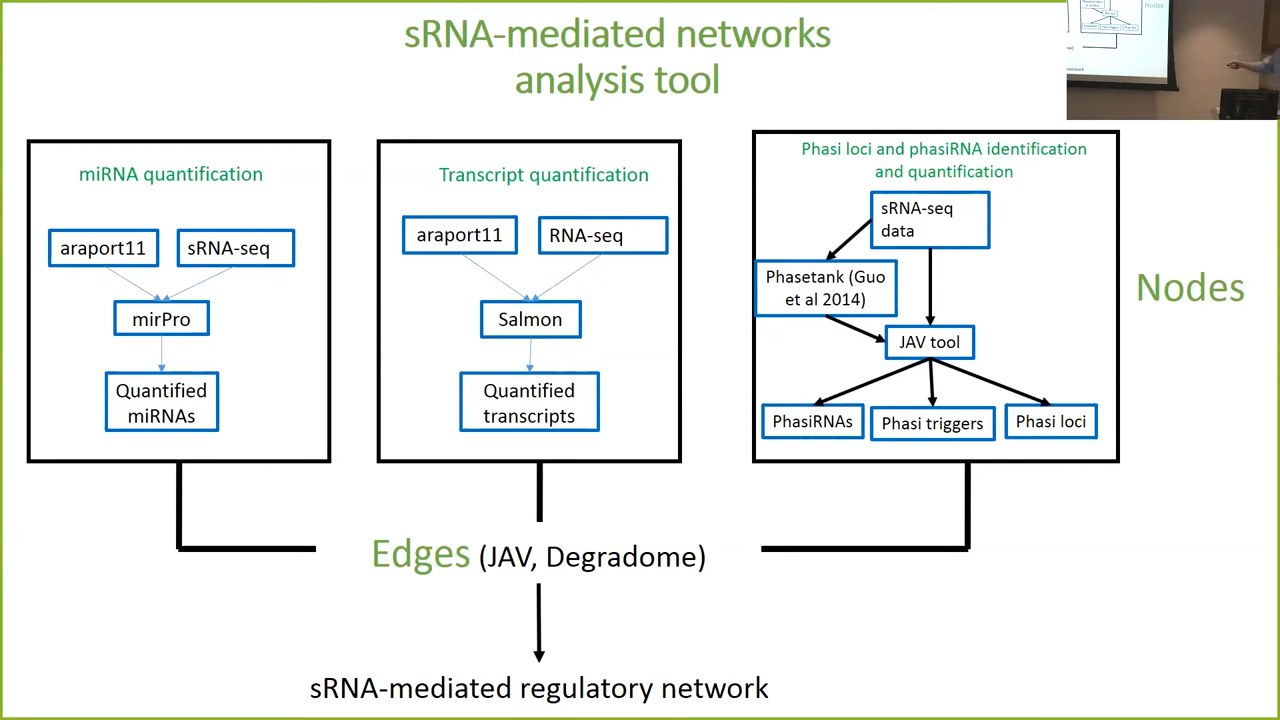 sRNA-mediated networks
analysis tool
miRNA quantification
araport11
sRNA-seq
mirPro
Quantified
miRNAs
Transcript quantification
araport11
RNA-seq
Salmon
Quantified
transcripts
Phasi loci and phasiRNA identification
and quantification
sRNA-seq
data
Phasetank (Guo
et al 2014)
JAV tool
PhasiRNAs
Phasi triggers
Phasi loci
Nodes
Edges (JAV, Degradome)
sRNA-mediated regulatory network
Nodes
network